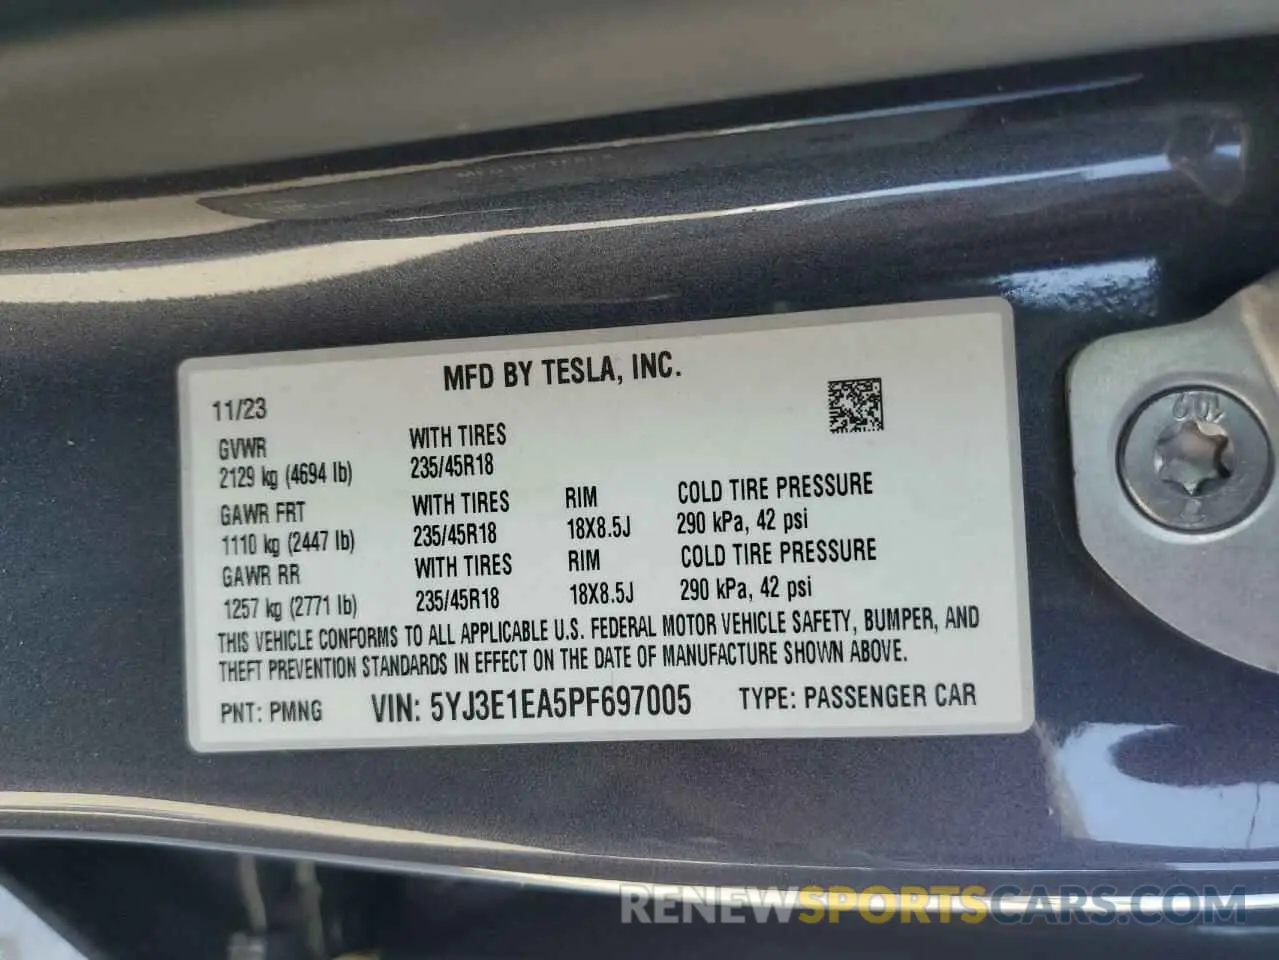 MFD BY TESLA, INC.
11/23
GVWR
2129 kg (4694 lb)
WITH TIRES
235/45R18
GAWR FRT
1110 kg (2447 lb)
WITH TIRES
235/45R18
RIM
18X8.5J
COLD TIRE PRESSURE
290 kPa, 42 psi
GAWR RR
1257 kg (2771 lb)
WITH TIRES
235/45R18
RIM
18X8.5J
COLD TIRE PRESSURE
290 kPa, 42 psi
THIS VEHICLE CONFORMS TO ALL APPLICABLE U.S. FEDERAL MOTOR VEHICLE SAFETY, BUMPER, AND
THEFT PREVENTION STANDARDS IN EFFECT ON THE DATE OF MANUFACTURE SHOWN ABOVE.
PNT: PMNG VIN: 5YJ3E1EA5PF697005 TYPE: PASSENGER CAR
RENEWSPORTSCARS.COM